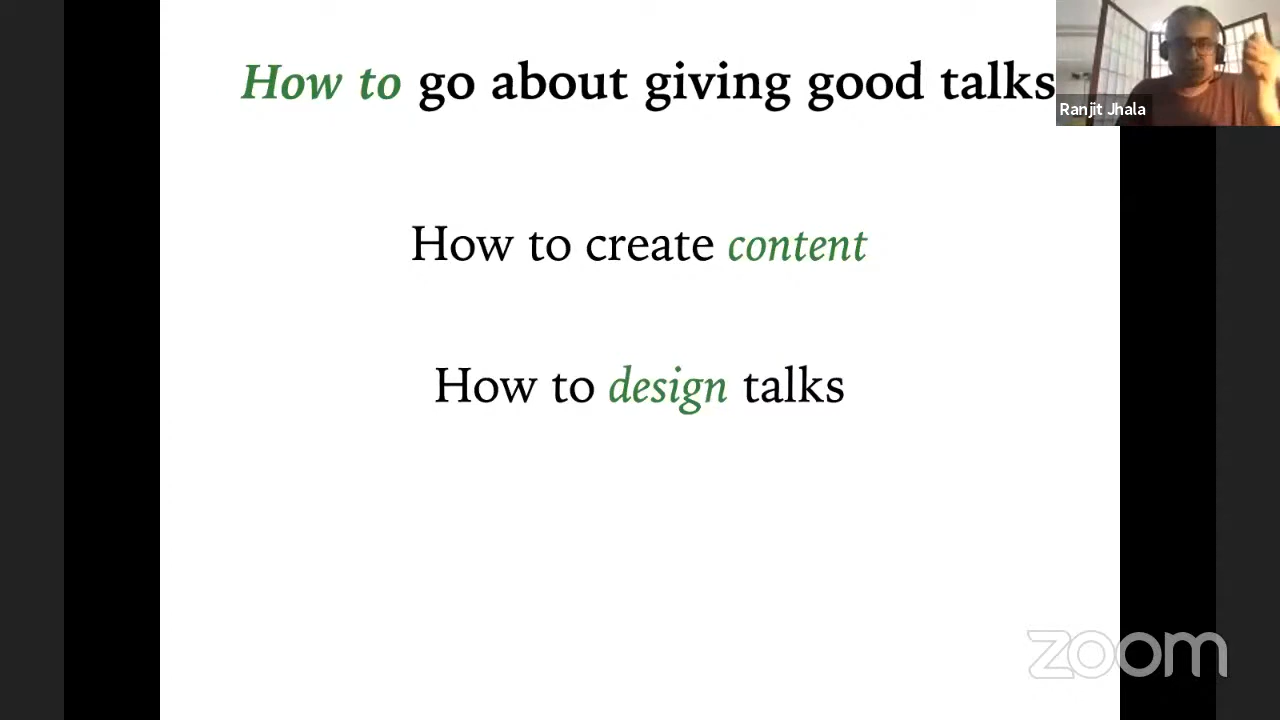 How to go about giving good talks
Ranjit Jhala
How to create content
How to design talks
zoom